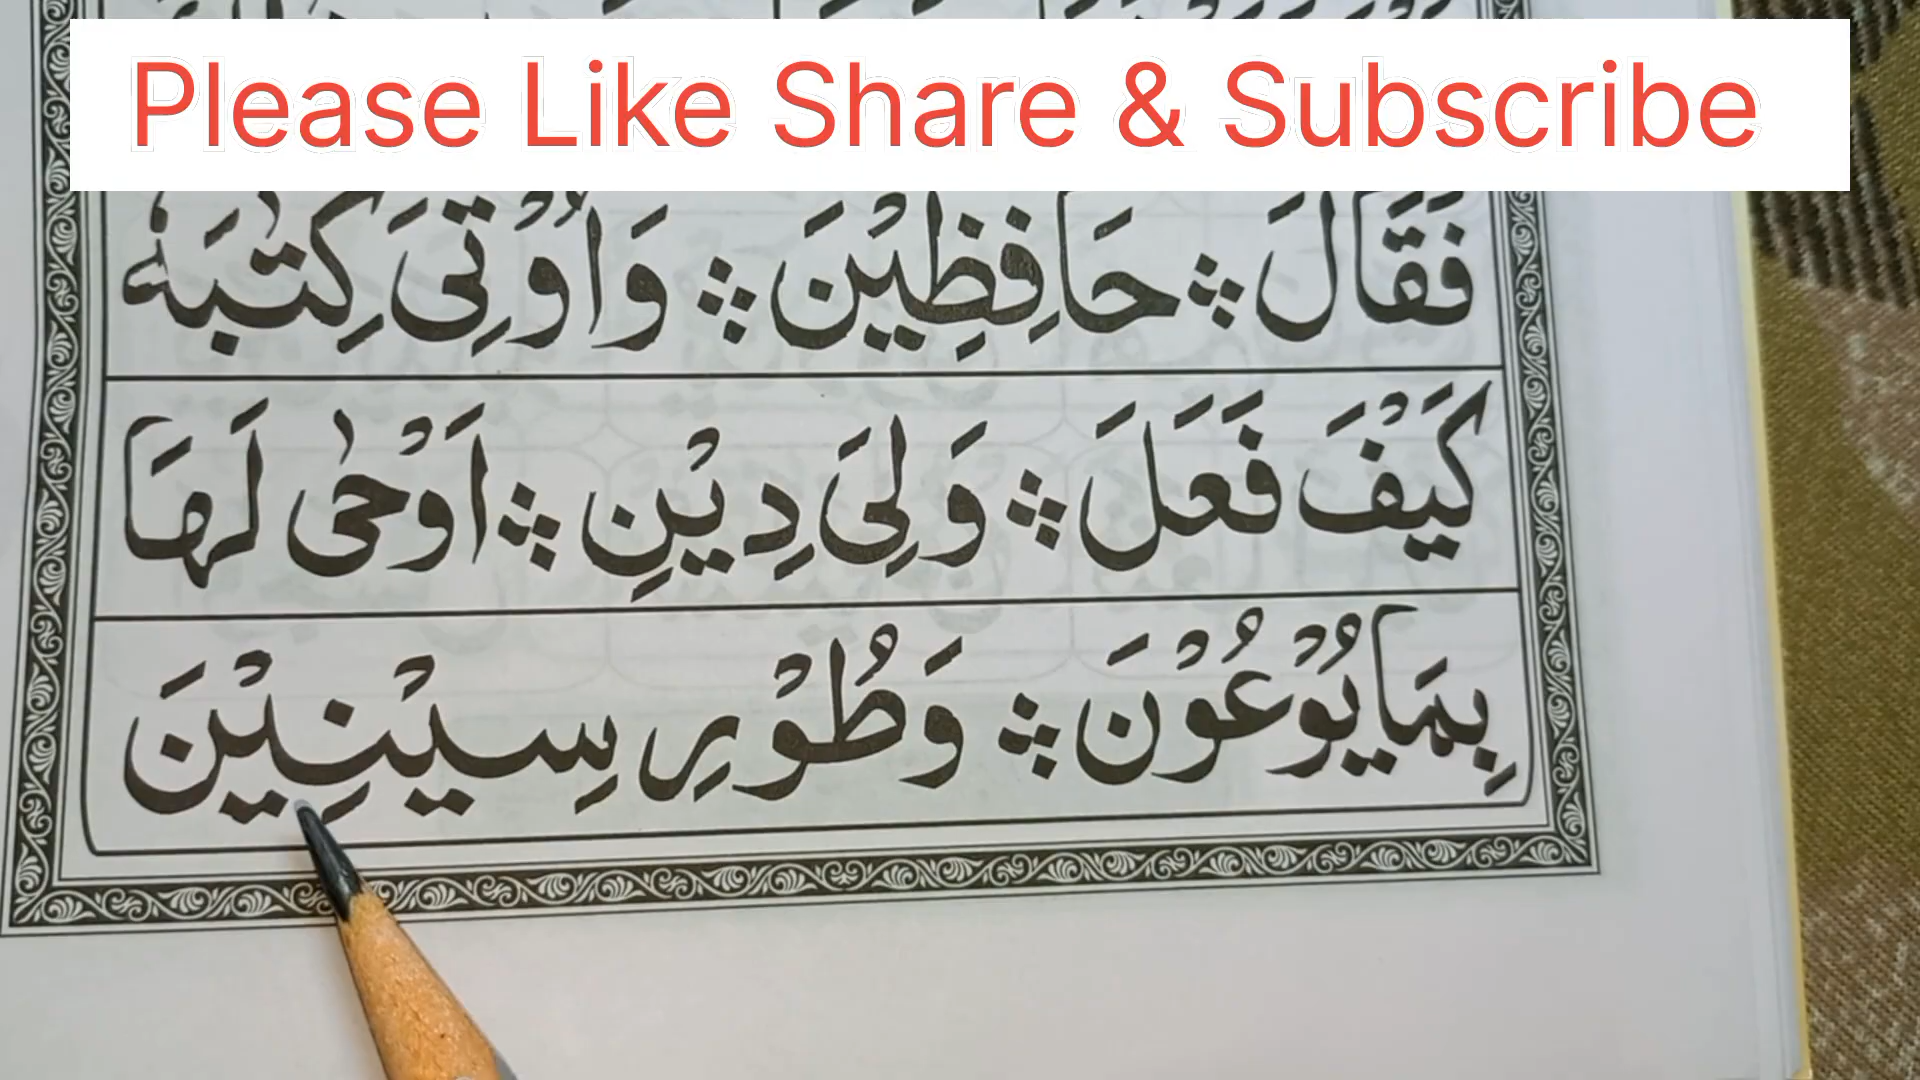 Please Like Share & Subscribe
فَقَالَ ۛ حَافِظِيْنَ ۛ وَاُوْتِىَ كِتٰبَهٗ
كَيْفَ فَعَلَ ۛ وَلِىَ دِيْنِ ۛ اَوْحٰى لَهَا
بِمَا يُوْعُوْنَ ۛ وَطُوْرِ سِيْنِيْنَ